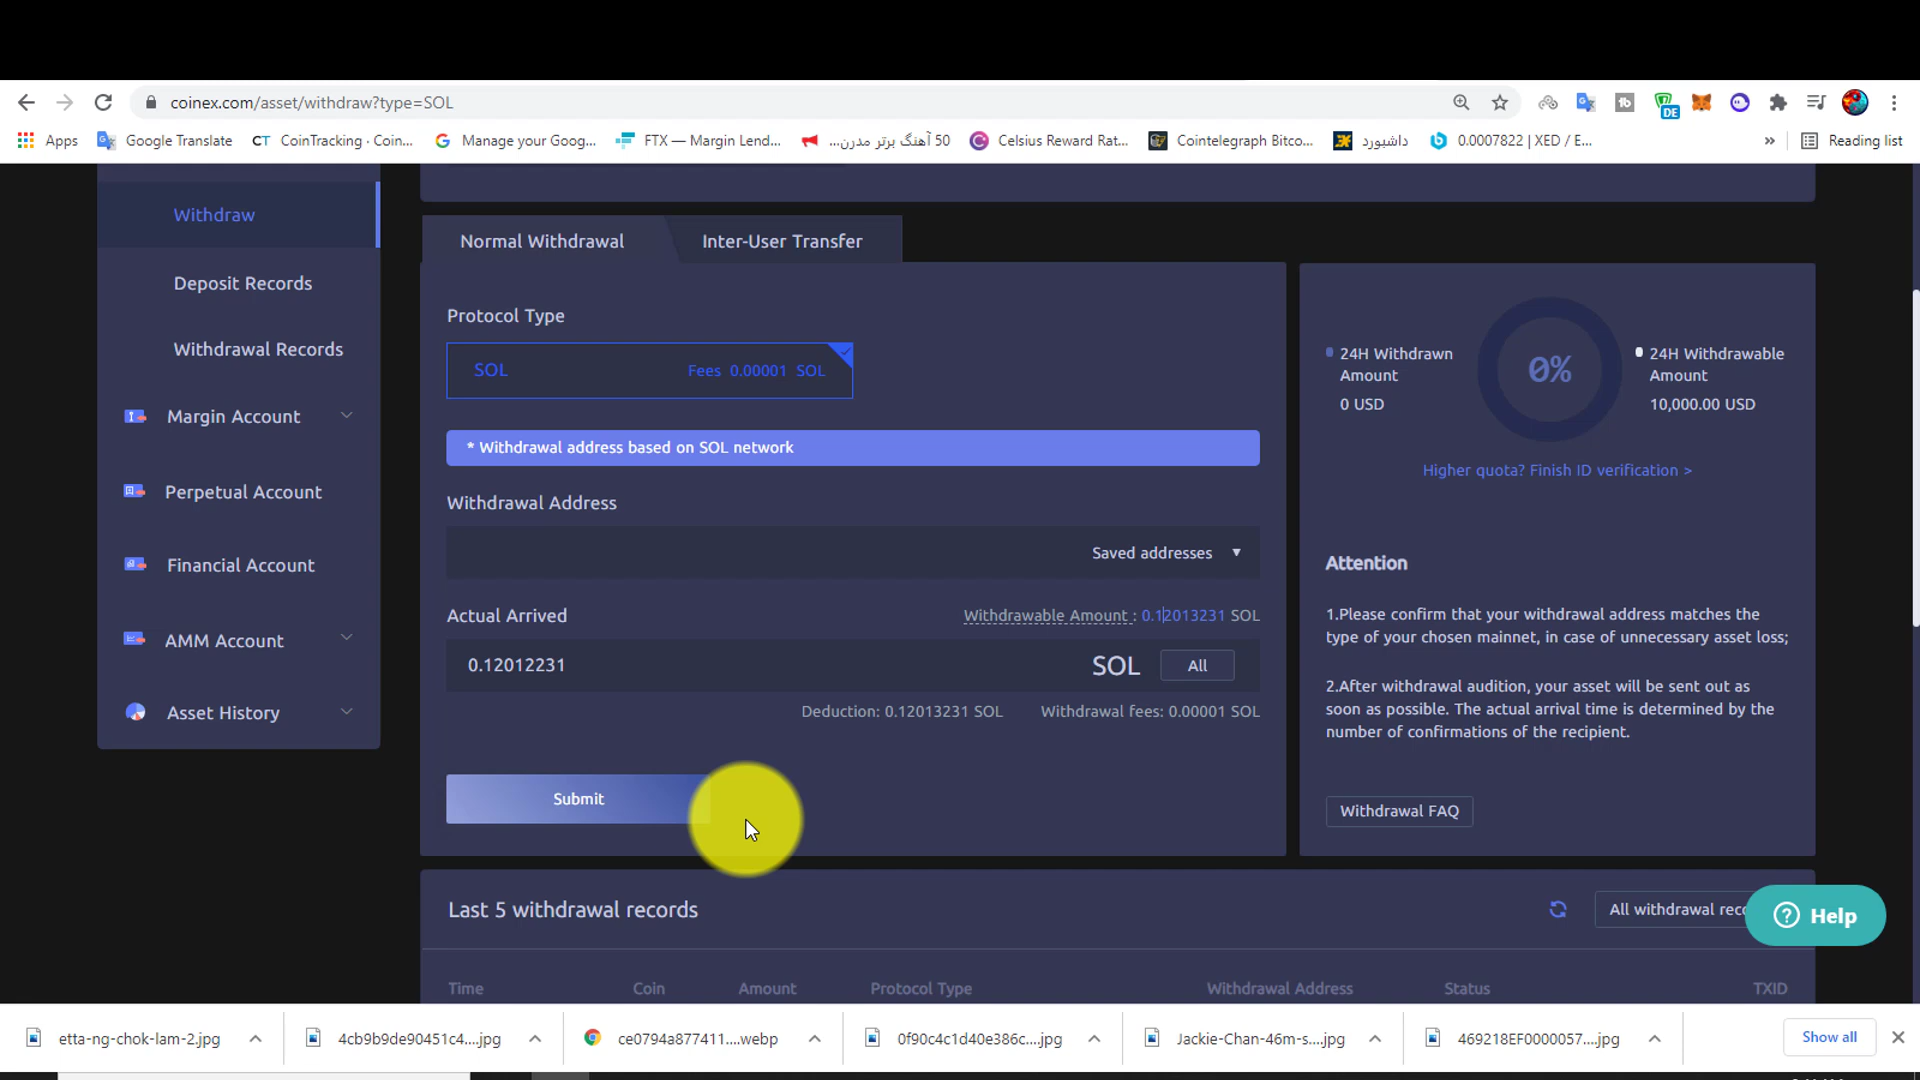 coinex.com/asset/withdraw?type=SOL
DE
Apps
Google Translate
CT CoinTracking · Coin...
Manage your Goog...
FTX — Margin Lend...
50 آهنگ برتر مدرن...
Celsius Reward Rat...
Cointelegraph Bitco...
داشبورد
0.0007822 | XED / E...
»
Reading list
Withdraw
Deposit Records
Withdrawal Records
Margin Account
Perpetual Account
Financial Account
AMM Account
Asset History
Normal Withdrawal
Inter-User Transfer
Protocol Type
SOL Fees 0.00001 SOL
* Withdrawal address based on SOL network
Withdrawal Address
Saved addresses
Actual Arrived
Withdrawable Amount : 0.12013231 SOL
0.12012231 SOL All
Deduction: 0.12013231 SOL Withdrawal fees: 0.00001 SOL
Submit
24H Withdrawn
Amount
0 USD
0%
24H Withdrawable
Amount
10,000.00 USD
Higher quota? Finish ID verification >
Attention
1.Please confirm that your withdrawal address matches the
type of your chosen mainnet, in case of unnecessary asset loss;
2.After withdrawal audition, your asset will be sent out as
soon as possible. The actual arrival time is determined by the
number of confirmations of the recipient.
Withdrawal FAQ
Last 5 withdrawal records
All withdrawal reco
Help
Time Coin Amount Protocol Type Withdrawal Address Status TXID
etta-ng-chok-lam-2.jpg
4cb9b9de90451c4....jpg
ce0794a877411....webp
0f90c4c1d40e386c....jpg
Jackie-Chan-46m-s....jpg
469218EF0000057....jpg
Show all